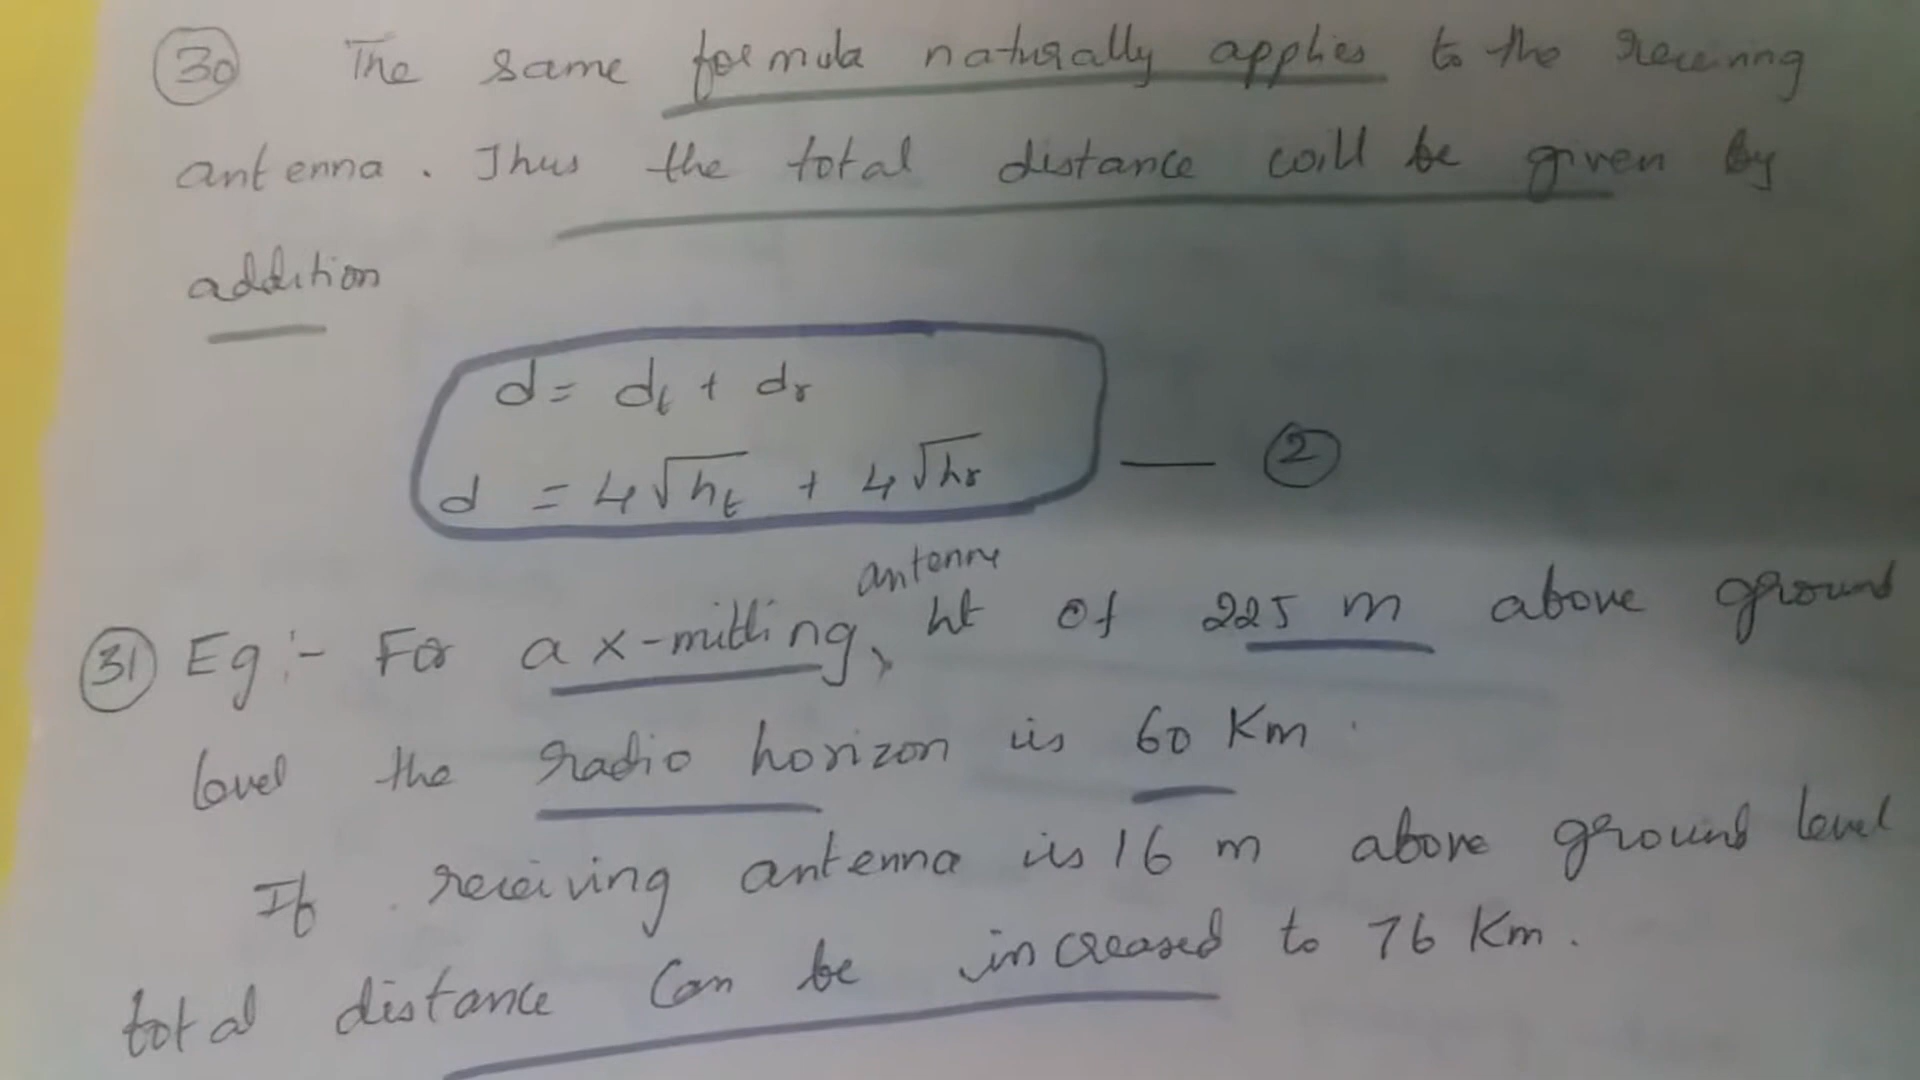 30 The same formula naturally applies to the receiving
antenna. Thus the total distance will be given by
addition
d = dt + dr
d = 4√ht + 4√hr — 2
antenna
31 Eg:- For a x-mitting, ht of 225 m above ground
level the radio horizon is 60 Km.
If receiving antenna is 16 m above ground level
total distance can be increased to 76 Km.